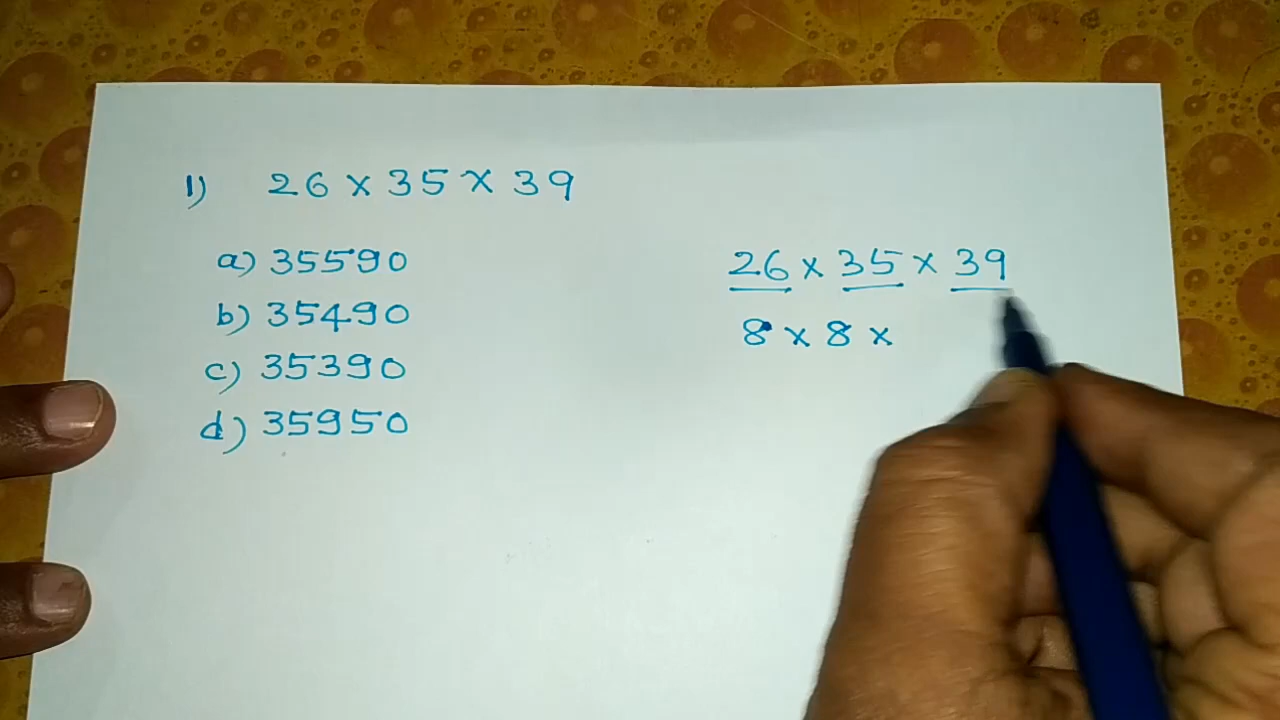 1) 26 × 35 × 39
a) 35590
b) 35490
c) 35390
d) 35950
26 × 35 × 39
8 × 8 ×